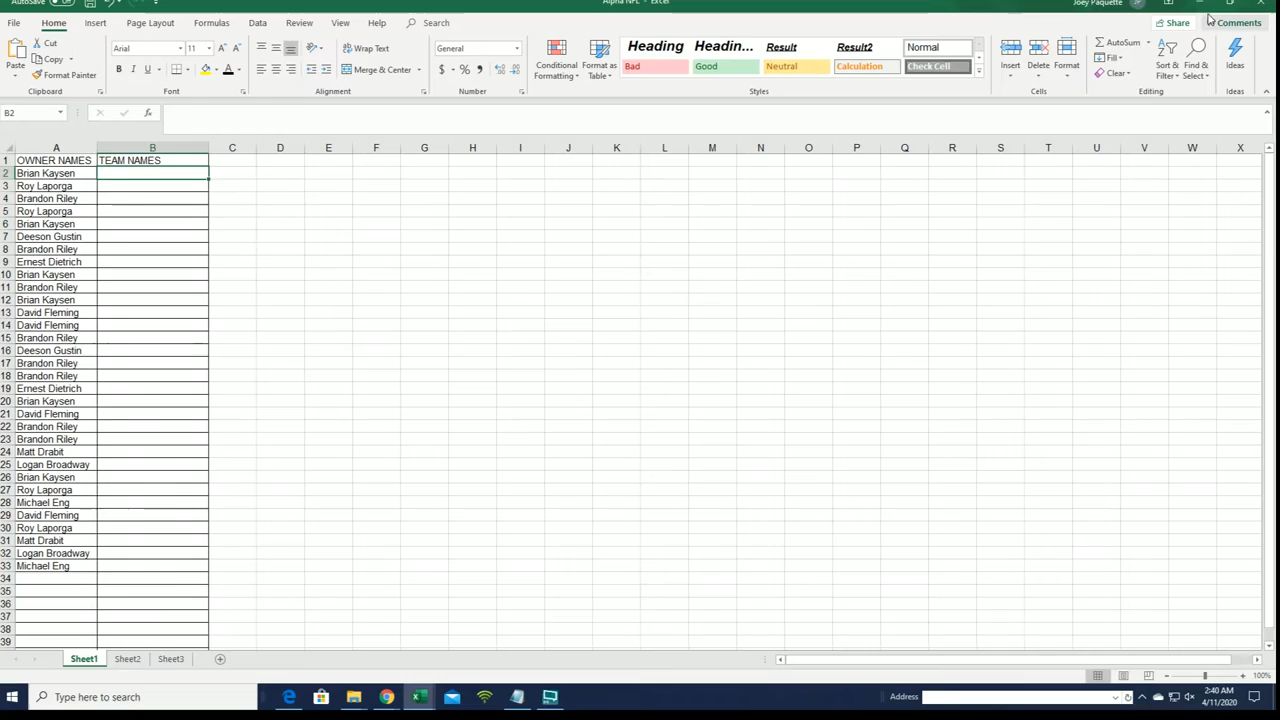 AutoSave
Alpha NFL - Excel
Joey Paquette JP
File Home Insert Page Layout Formulas Data Review View Help Search Share Comments
Paste Cut Copy Format Painter
Arial 11 A A B I U A
Wrap Text Merge & Center
General $ % ,
Conditional Formatting Format as Table
Heading Headin... Result Result2 Normal
Bad Good Neutral Calculation Check Cell
Insert Delete Format
AutoSum Fill Clear Sort & Filter Find & Select Ideas
Clipboard Font Alignment Number Styles Cells Editing Ideas
B2 fx
A B C D E F G H I J K L M N O P Q R S T U V W X
1 OWNER NAMES TEAM NAMES
2 Brian Kaysen
3 Roy Laporga
4 Brandon Riley
5 Roy Laporga
6 Brian Kaysen
7 Deeson Gustin
8 Brandon Riley
9 Ernest Dietrich
10 Brian Kaysen
11 Brandon Riley
12 Brian Kaysen
13 David Fleming
14 David Fleming
15 Brandon Riley
16 Deeson Gustin
17 Brandon Riley
18 Brandon Riley
19 Ernest Dietrich
20 Brian Kaysen
21 David Fleming
22 Brandon Riley
23 Brandon Riley
24 Matt Drabit
25 Logan Broadway
26 Brian Kaysen
27 Roy Laporga
28 Michael Eng
29 David Fleming
30 Roy Laporga
31 Matt Drabit
32 Logan Broadway
33 Michael Eng
34
35
36
37
38
39
Sheet1 Sheet2 Sheet3
100%
Type here to search
Address
2:40 AM
4/11/2020